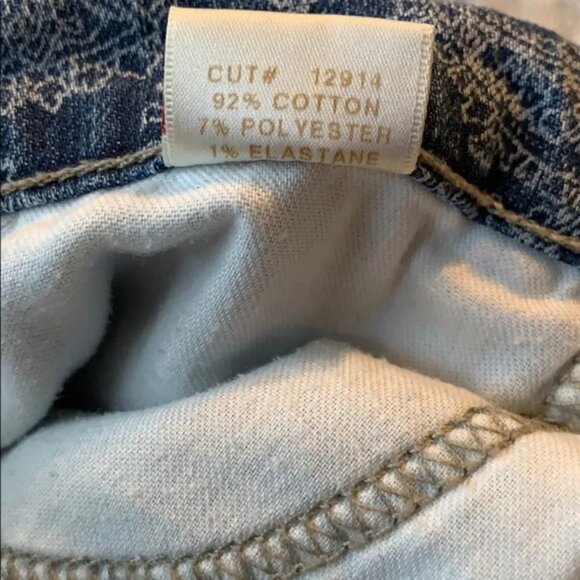 CUT# 12914
92% COTTON
7% POLYESTER
1% ELASTANE